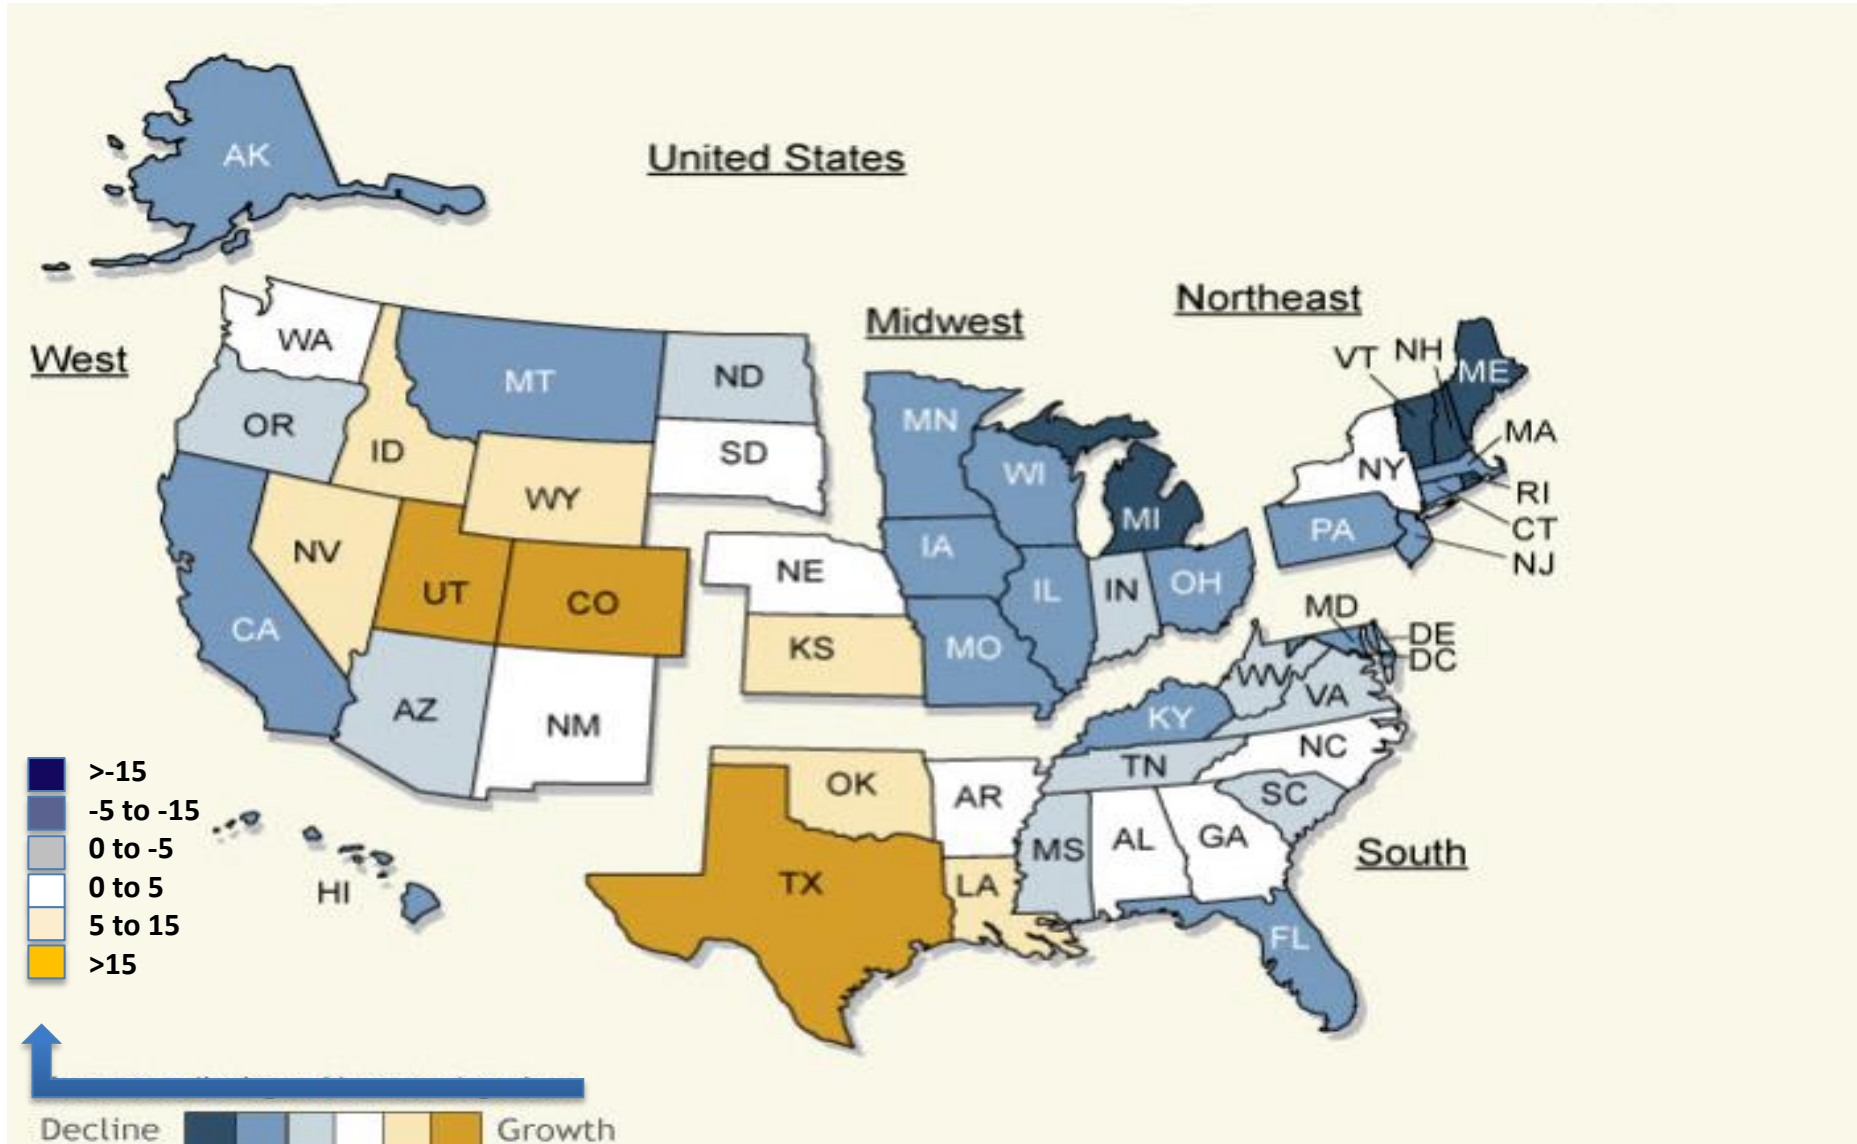 AK
United States
Northeast
Midwest
West
WA
MT
ND
OR
ID
SD
WY
NV
UT
CO
CA
AZ
NM
NE
KS
MN
WI
MI
IA
IL
IN
OH
MO
VT
NH
ME
MA
NY
RI
PA
CT
NJ
MD
DE
DC
WV
VA
KY
NC
TN
SC
OK
AR
MS
AL
GA
TX
LA
South
FL
HI
>-15
-5 to -15
0 to -5
0 to 5
5 to 15
>15
Decline
Growth